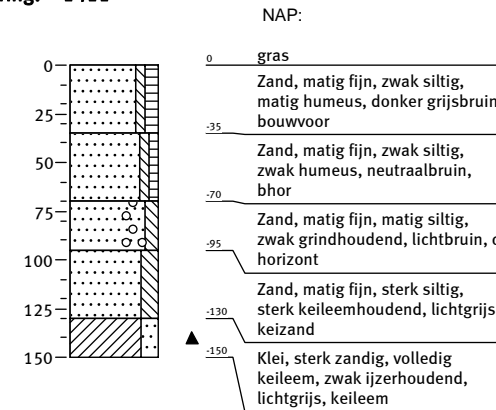 NAP:
0 gras
0
Zand, matig fijn, zwak siltig,
matig humeus, donker grijsbruin
25
bouwvoor
-35
50
Zand, matig fijn, zwak siltig,
zwak humeus, neutraalbruin,
bhor
-70
75
Zand, matig fijn, matig siltig,
zwak grindhoudend, lichtbruin,
-95
horizont
100
Zand, matig fijn, sterk siltig,
sterk keileemhoudend, lichtgrijs
125
-130
keizand
150
-150
Klei, sterk zandig, volledig
keileem, zwak ijzerhoudend,
lichtgrijs, keileem